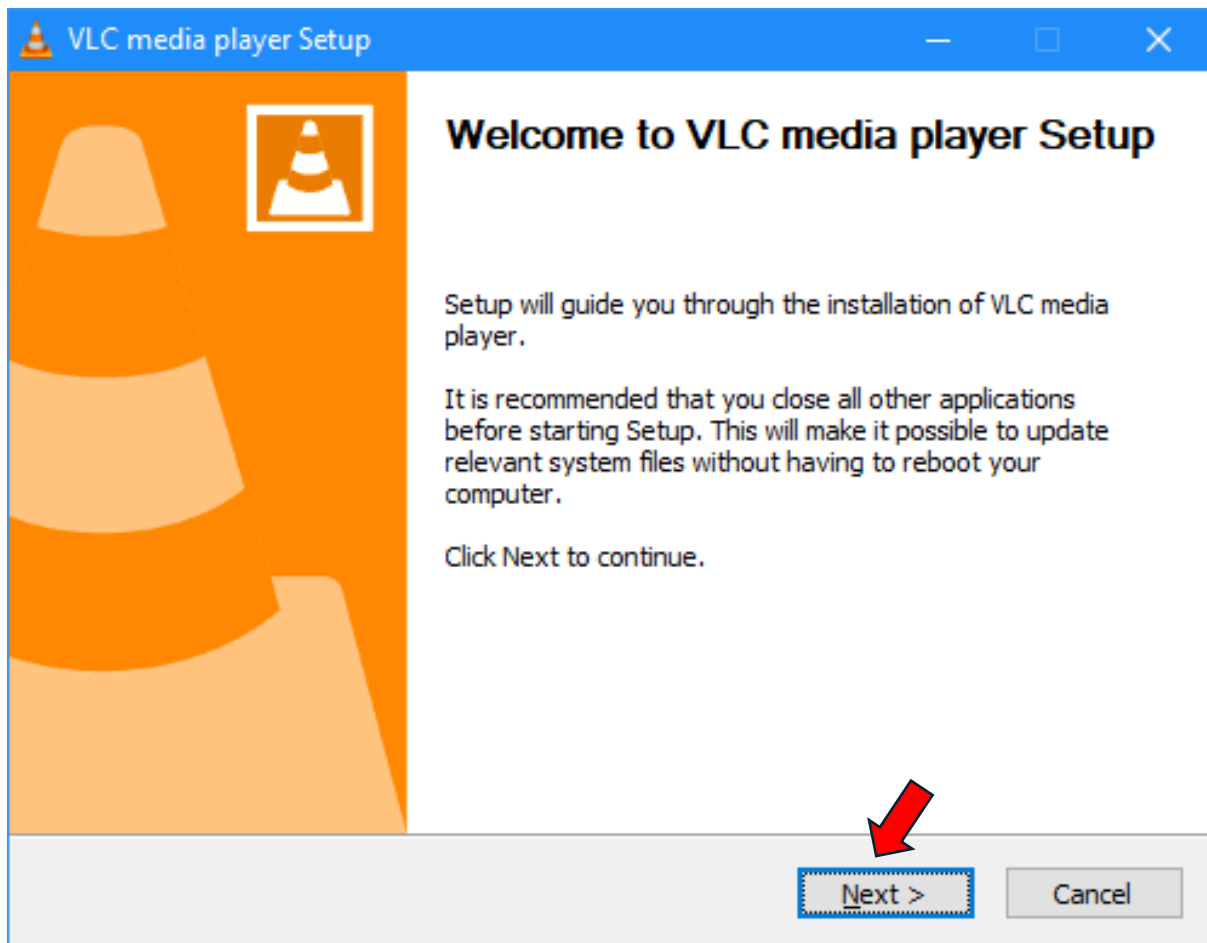 VLC media player Setup
Welcome to VLC media player Setup
Setup will guide you through the installation of VLC media
player.
It is recommended that you close all other applications
before starting Setup. This will make it possible to update
relevant system files without having to reboot your
computer.
Click Next to continue.
Next >
Cancel